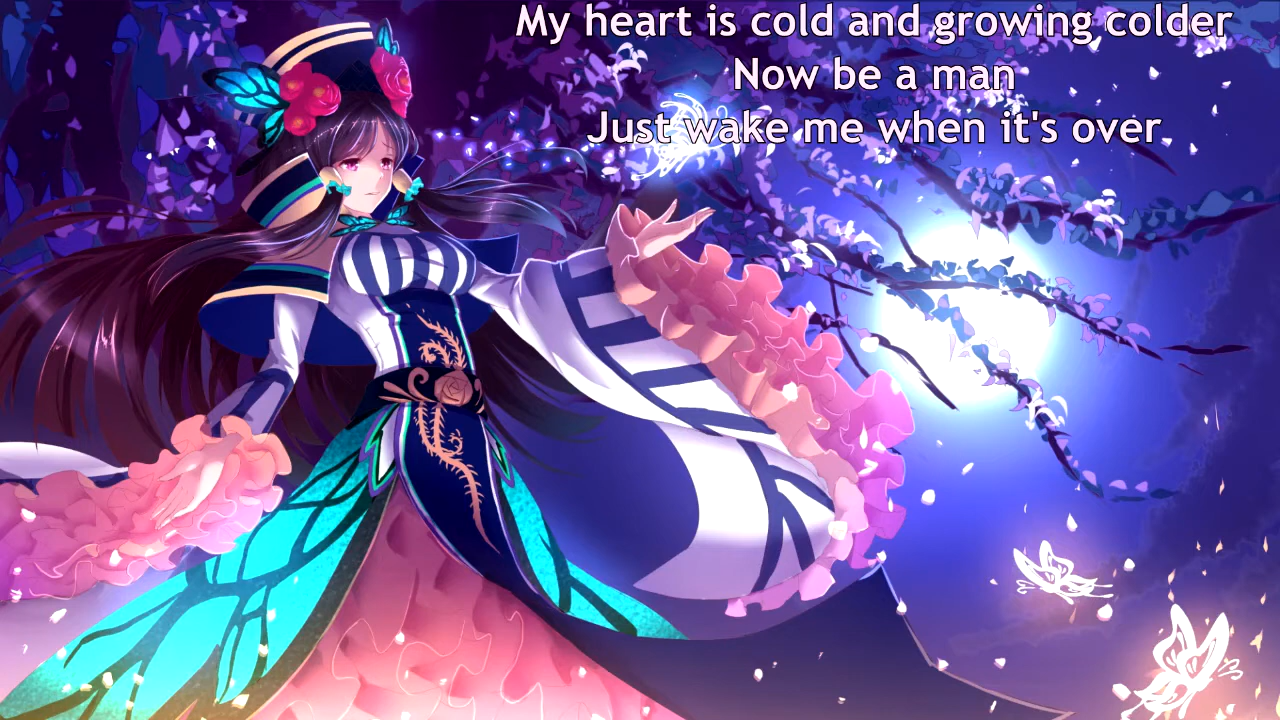 My heart is cold and growing colder
Now be a man
Just wake me when it's over